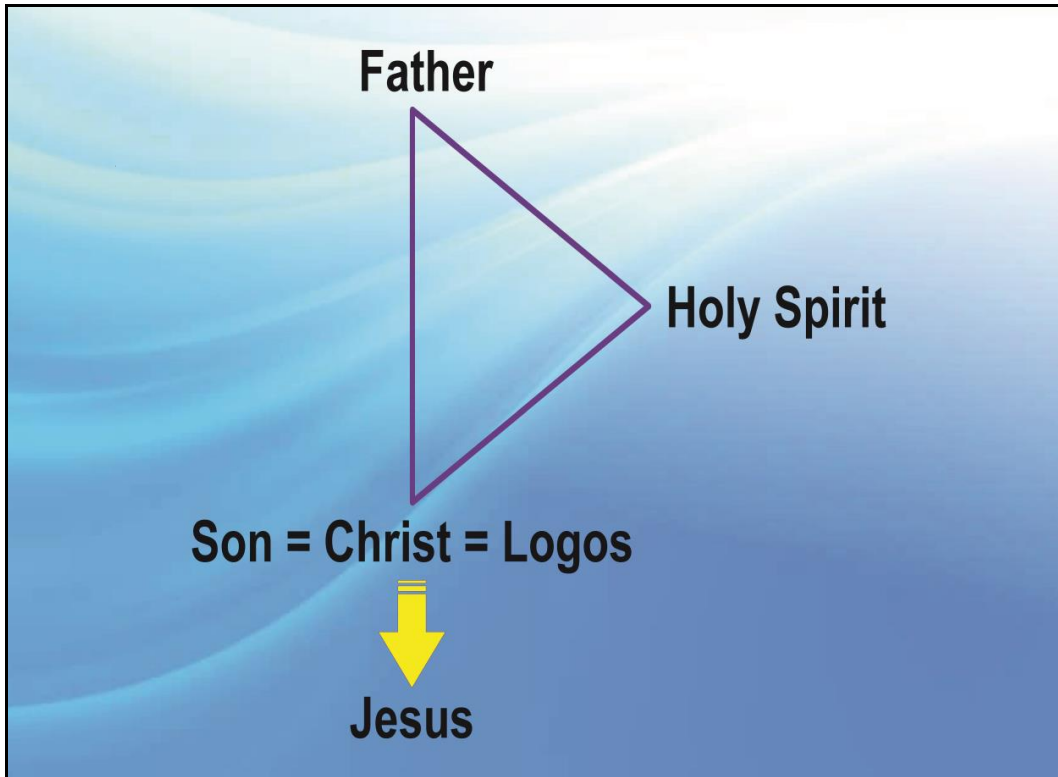 Father
Holy Spirit
Son = Christ = Logos
Jesus